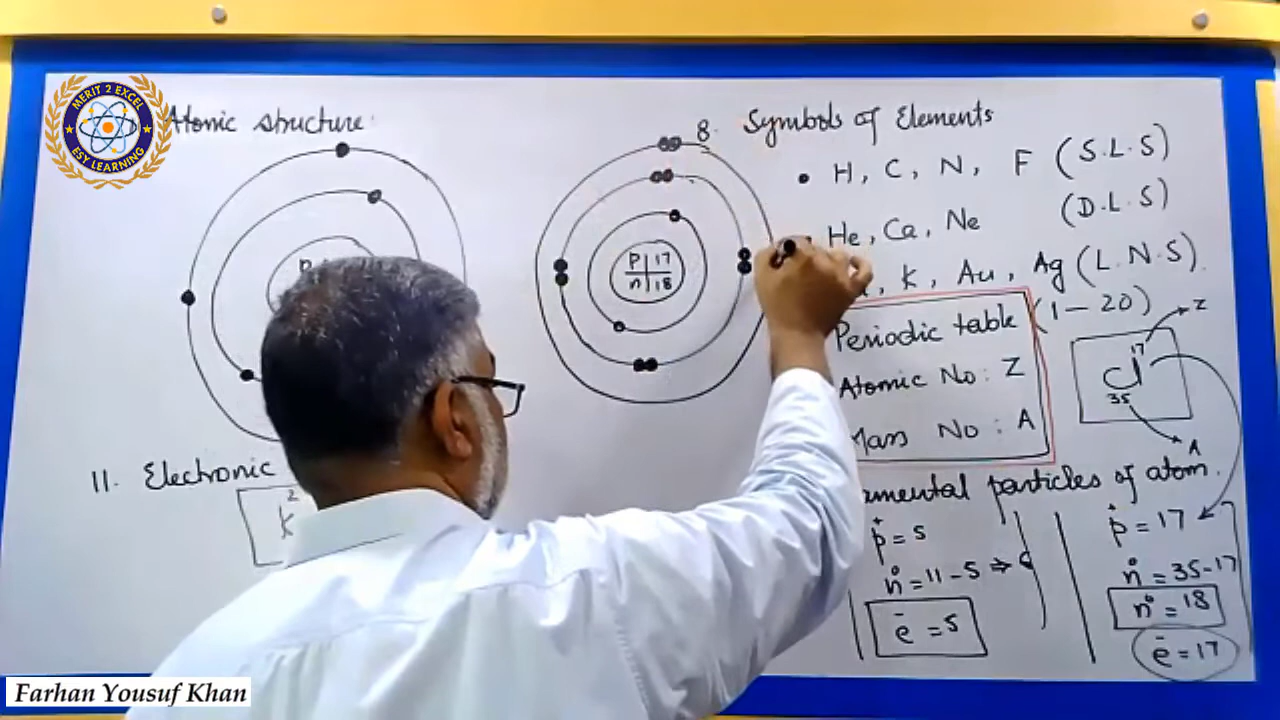 MERIT 2 EXCEL
ESY LEARNING
Atomic structure:
8.
P 17
n 18
11. Electronic
2
K
Symbols of Elements
• H, C, N, F (S.L.S)
He, Ca, Ne (D.L.S)
, K, Au, Ag (L.N.S).
Periodic table (1-20)
Atomic No: Z
Mass No: A
17
Cl
35
Z
A
particles of atom.
p+ = 5
n° = 11-5 ⇒ 6
e- = 5
p+ = 17
n° = 35-17
n° = 18
e- = 17
Farhan Yousuf Khan